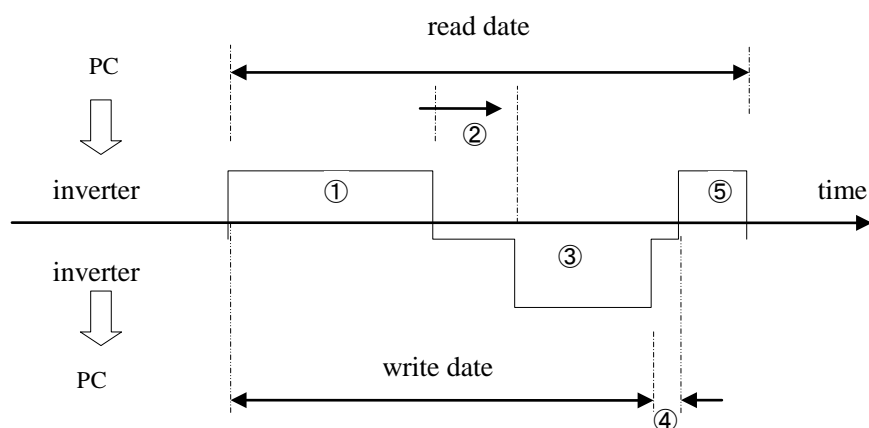 read date
PC
②
inverter
①
⑤
time
inverter
③
PC
write date
④